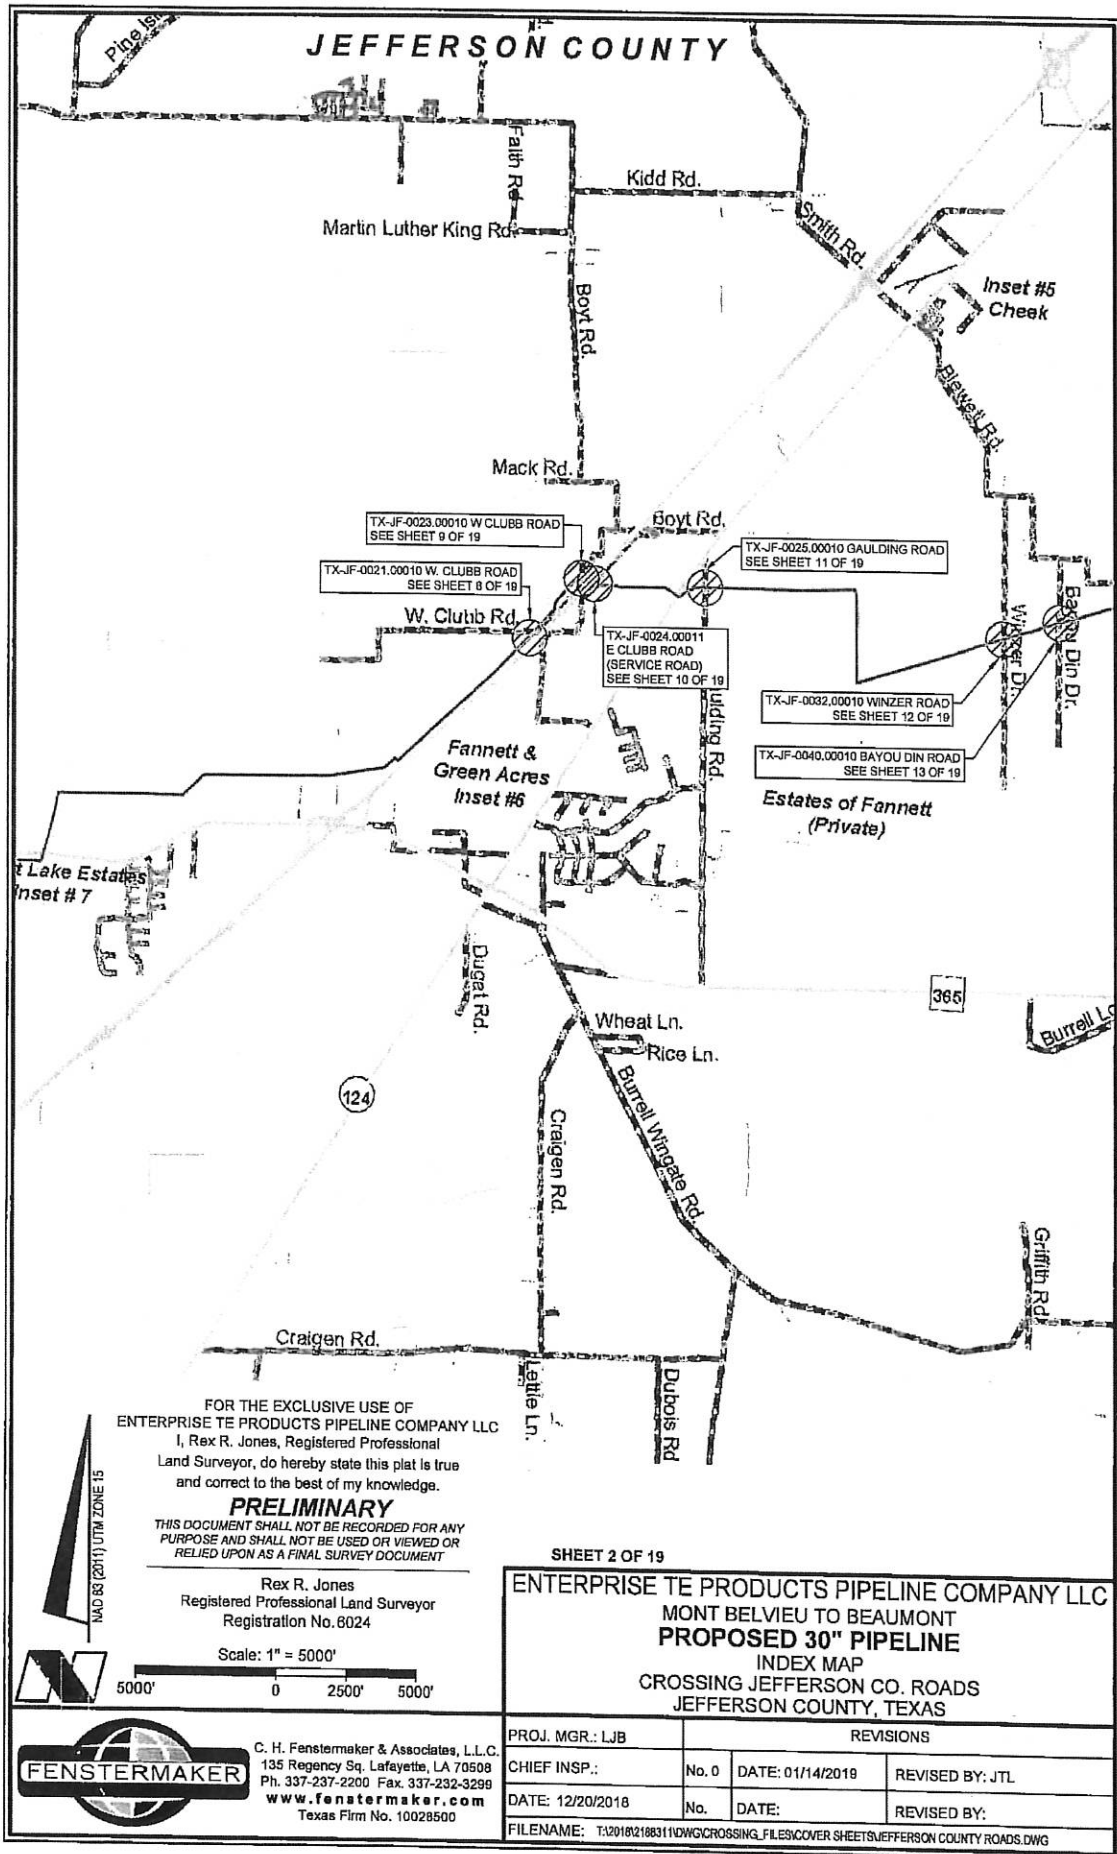 JEFFERSON COUNTY
Faith Rd
Kidd Rd.
Martin Luther King Rd.
Smith Rd.
Inset #5
Cheek
Boyt Rd.
Blewett Rd.
Mack Rd.
Boyt Rd.
TX-JF-0023.00010 W CLUBB ROAD
SEE SHEET 9 OF 19
TX-JF-0025.00010 GAULDING ROAD
SEE SHEET 11 OF 19
TX-JF-0021.00010 W. CLUBB ROAD
SEE SHEET 8 OF 19
W. Clubb Rd.
TX-JF-0024.00011
E CLUBB ROAD
(SERVICE ROAD)
SEE SHEET 10 OF 19
Winzer Dr.
Bayou Din Dr.
TX-JF-0032.00010 WINZER ROAD
SEE SHEET 12 OF 19
ulding Rd.
TX-JF-0040.00010 BAYOU DIN ROAD
SEE SHEET 13 OF 19
Fannett &
Green Acres
Inset #6
Estates of Fannett
(Private)
t Lake Estates
Inset # 7
Dugat Rd.
365
Wheat Ln.
Rice Ln.
Burrell
124
Craigen Rd.
Burrell Wingate Rd.
Griffith Rd
Craigen Rd.
Lettie Ln.
Dubois Rd
FOR THE EXCLUSIVE USE OF
ENTERPRISE TE PRODUCTS PIPELINE COMPANY LLC
I, Rex R. Jones, Registered Professional
Land Surveyor, do hereby state this plat is true
and correct to the best of my knowledge.
PRELIMINARY
THIS DOCUMENT SHALL NOT BE RECORDED FOR ANY
PURPOSE AND SHALL NOT BE USED OR VIEWED OR
RELIED UPON AS A FINAL SURVEY DOCUMENT
Rex R. Jones
Registered Professional Land Surveyor
Registration No.6024
NAD 83 (2011) UTM ZONE 15
N
Scale: 1" = 5000'
5000' 0 2500' 5000'
SHEET 2 OF 19
ENTERPRISE TE PRODUCTS PIPELINE COMPANY LLC
MONT BELVIEU TO BEAUMONT
PROPOSED 30" PIPELINE
INDEX MAP
CROSSING JEFFERSON CO. ROADS
JEFFERSON COUNTY, TEXAS
FENSTERMAKER
C. H. Fenstermaker & Associates, L.L.C.
135 Regency Sq. Lafayette, LA 70508
Ph. 337-237-2200 Fax. 337-232-3299
www.fenstermaker.com
Texas Firm No. 10028500
PROJ. MGR.: LJB REVISIONS
CHIEF INSP.: No. 0 DATE: 01/14/2019 REVISED BY: JTL
DATE: 12/20/2018 No. DATE: REVISED BY:
FILENAME: T:\2018\2188311\DWG\CROSSING_FILES\COVER SHEETS\JEFFERSON COUNTY ROADS.DWG